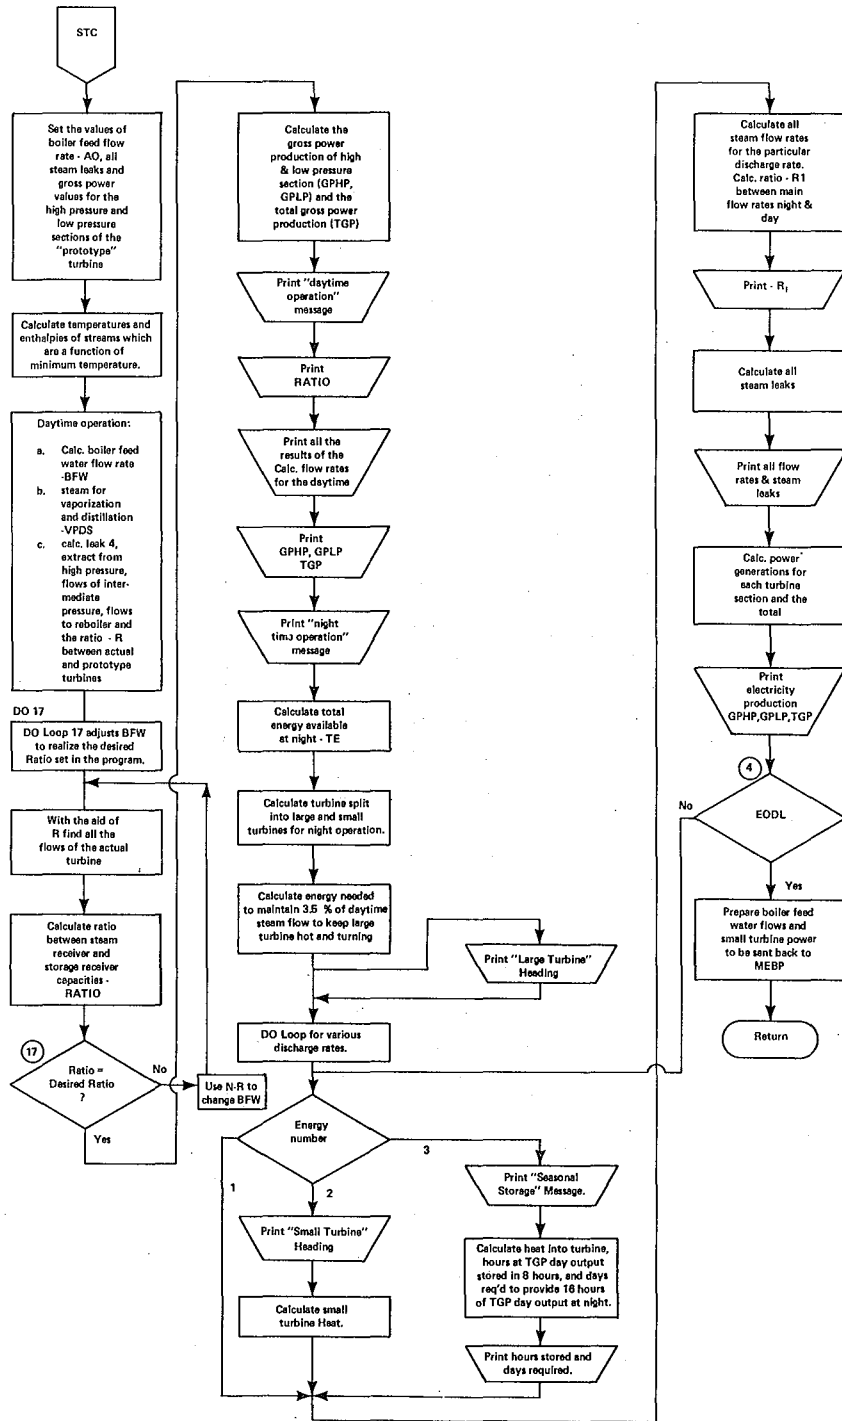 STC
Set the values of
boiler feed flow
rate - AO, all
steam leaks and
gross power
values for the
high pressure and
low pressure
sections of the
"prototype"
turbine
Calculate temperatures and
enthalpies of streams which
are a function of
minimum temperature.
Daytime operation:
a. Calc. boiler feed
water flow rate
-BFW
b. steam for
vaporization
and distillation
-VPDS
c. calc. leak 4,
extract from
high pressure,
flows of inter-
mediate
pressure, flows
to reboiler and
the ratio - R
between actual
and prototype
turbines
DO 17
DO Loop 17 adjusts BFW
to realize the desired
Ratio set in the program.
With the aid of
R find all the
flows of the actual
turbine
Calculate ratio
between steam
receiver and
storage receiver
capacities -
RATIO
17
Ratio =
Desired Ratio
?
No
Yes
Use N-R to
change BFW
Calculate the
gross power
production of high
& low pressure
section (GPHP,
GPLP) and the
total gross power
production (TGP)
Print "daytime
operation"
message
Print
RATIO
Print all the
results of the
Calc. flow rates
for the daytime
Print
GPHP, GPLP
TGP
Print "night
time operation"
message
Calculate total
energy available
at night - TE
Calculate turbine split
into large and small
turbines for night operation.
Calculate energy needed
to maintain 3.5 % of daytime
steam flow to keep large
turbine hot and turning
Print "Large Turbine"
Heading
DO Loop for various
discharge rates.
Energy
number
1
2
3
Print "Small Turbine"
Heading
Calculate small
turbine Heat.
Print "Seasonal
Storage" Message.
Calculate heat into turbine,
hours at TGP day output
stored in 8 hours, and days
req'd to provide 16 hours
of TGP day output at night.
Print hours stored and
days required.
Calculate all
steam flow rates
for the particular
discharge rate.
Calc. ratio - R1
between main
flow rates night &
day
Print - R₁
Calculate all
steam leaks
Print all flow
rates & steam
leaks
Calc. power
generations for
each turbine
section and the
total
Print
electricity
production
GPHP,GPLP,TGP
4
EODL
No
Yes
Prepare boiler feed
water flows and
small turbine power
to be sent back to
MEBP
Return